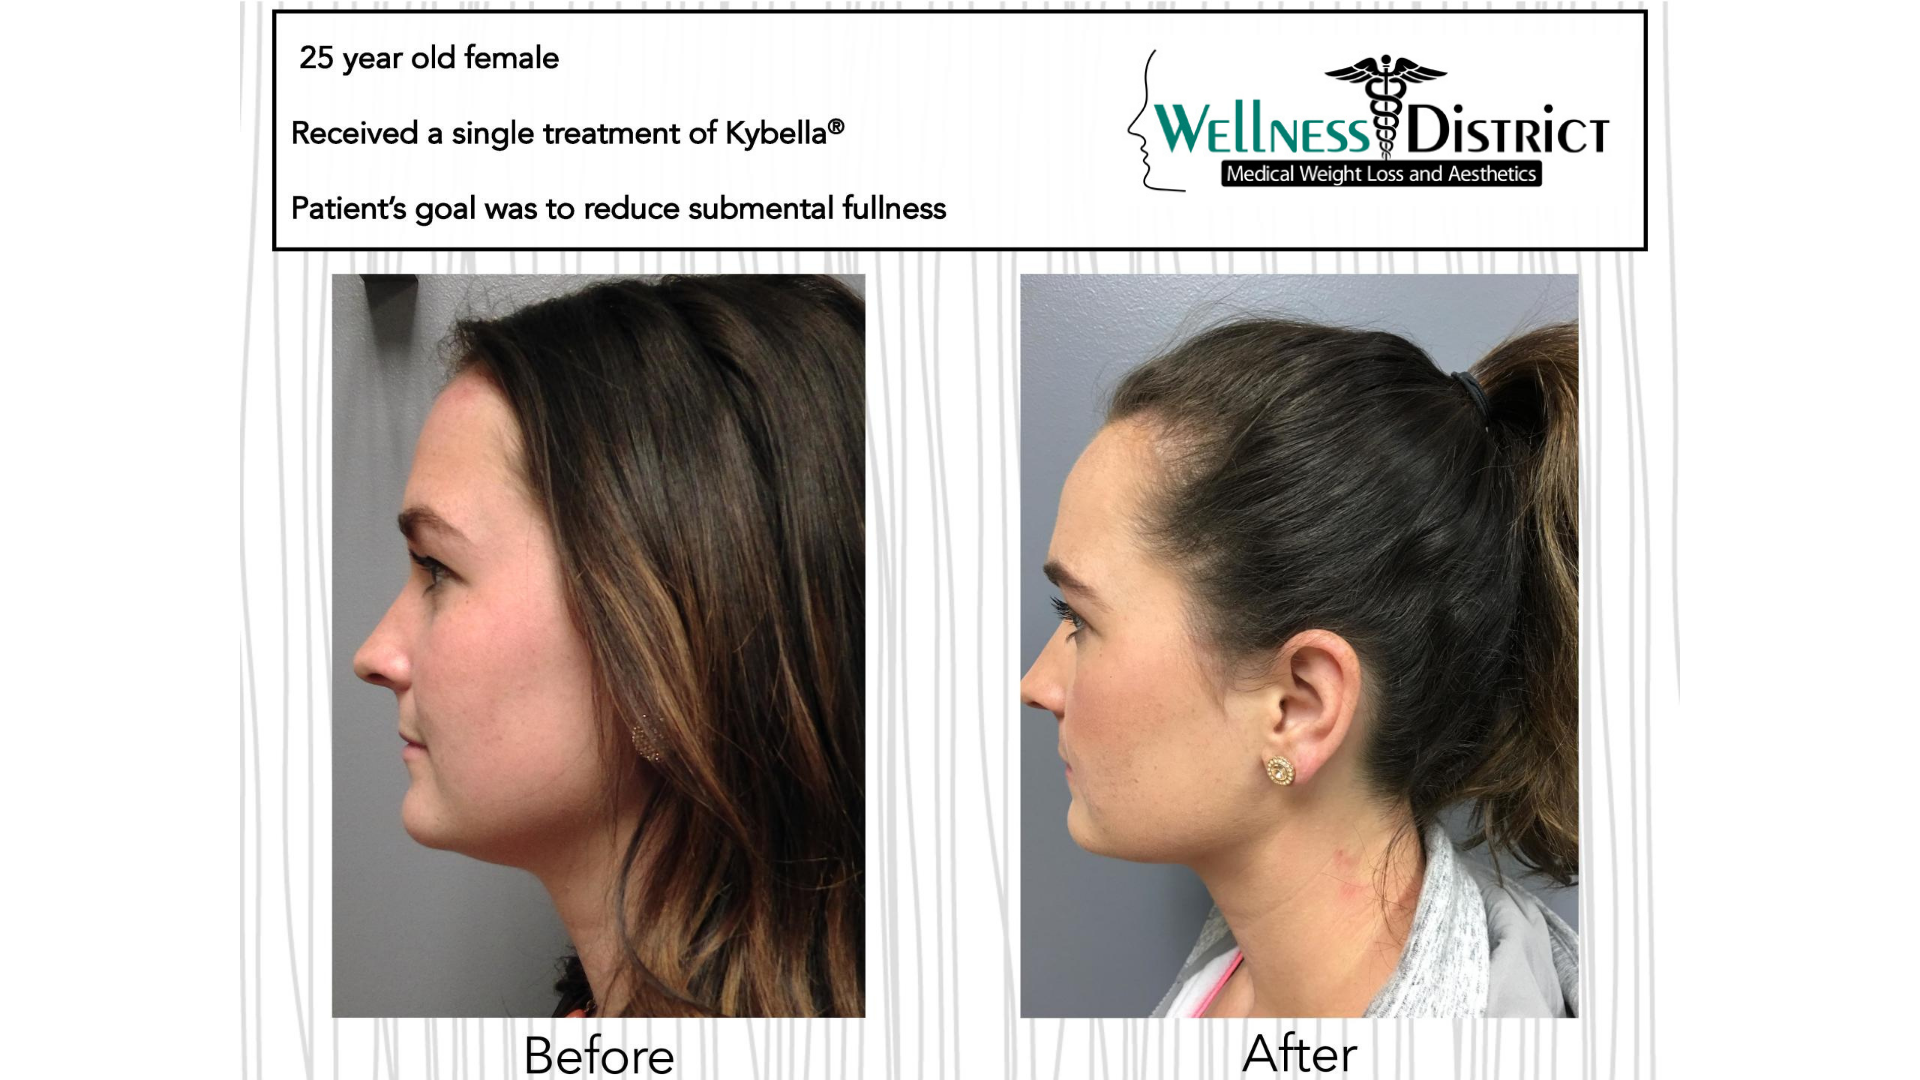 25 year old female
Received a single treatment of Kybella®
Patient's goal was to reduce submental fullness
Wellness District
Medical Weight Loss and Aesthetics
Before
After